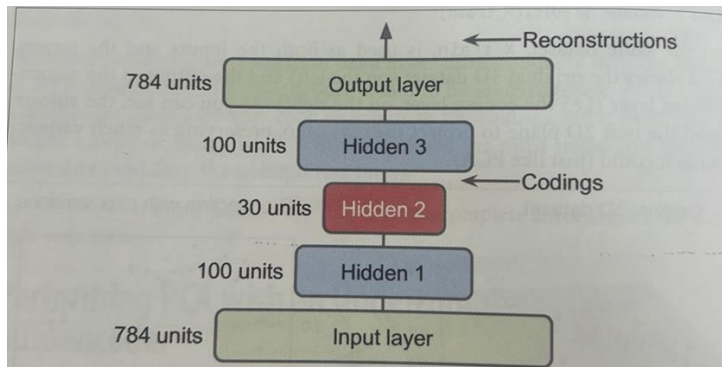 Reconstructions
784 units
Output layer
100 units
Hidden 3
Codings
30 units
Hidden 2
100 units
Hidden 1
784 units
Input layer